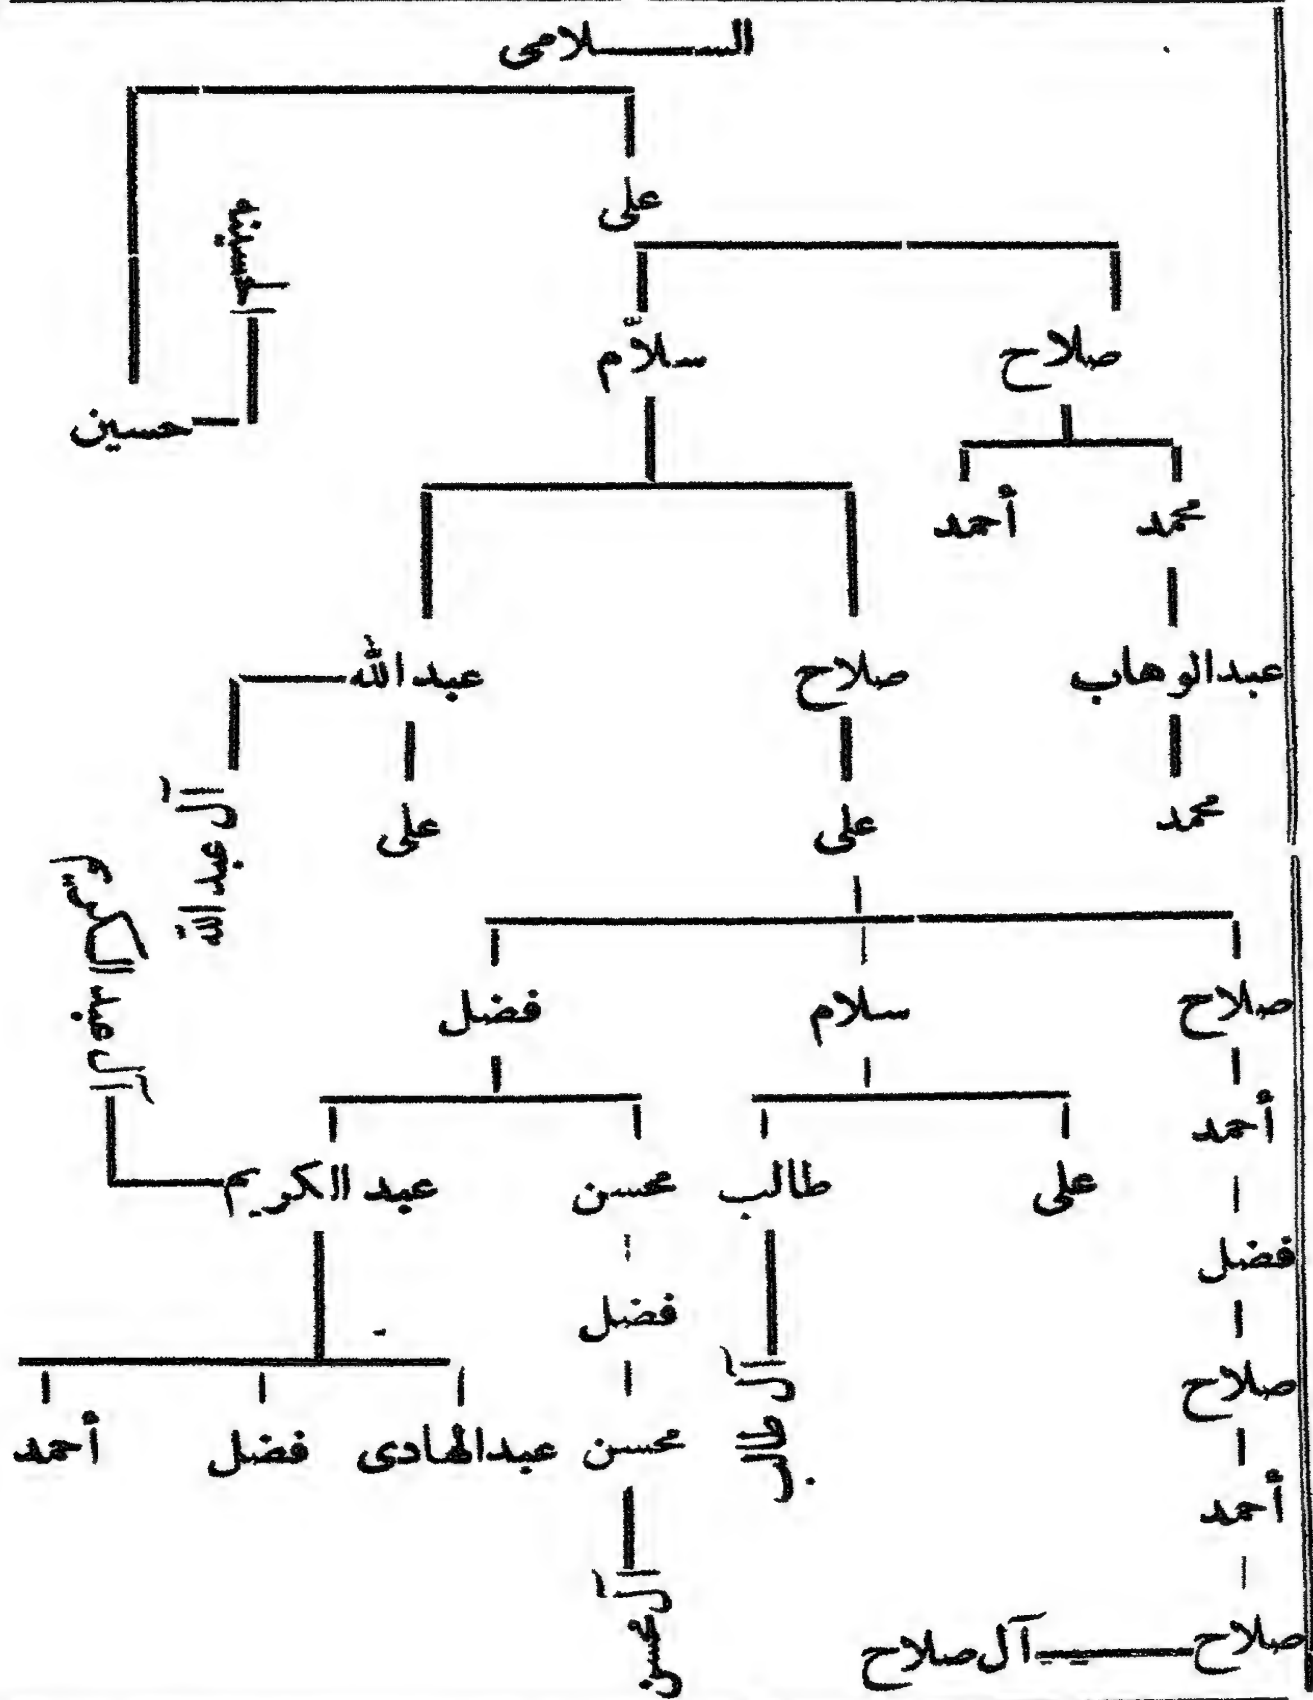 الســـلامى
على
الحسينه
سلاَّم
صلاح
حسين
محمد
أحمد
عبدالوهاب
صلاح
عبدالله
محمد
على
على
آل عبدالله
آل عبدالكريم
صلاح
سلام
فضل
أحمد
على
طالب
محسن
عبدالكريم
فضل
فضل
صلاح
آل طالب
محسن
عبدالهادى
فضل
أحمد
أحمد
آل محسن
صلاح
آل صلاح